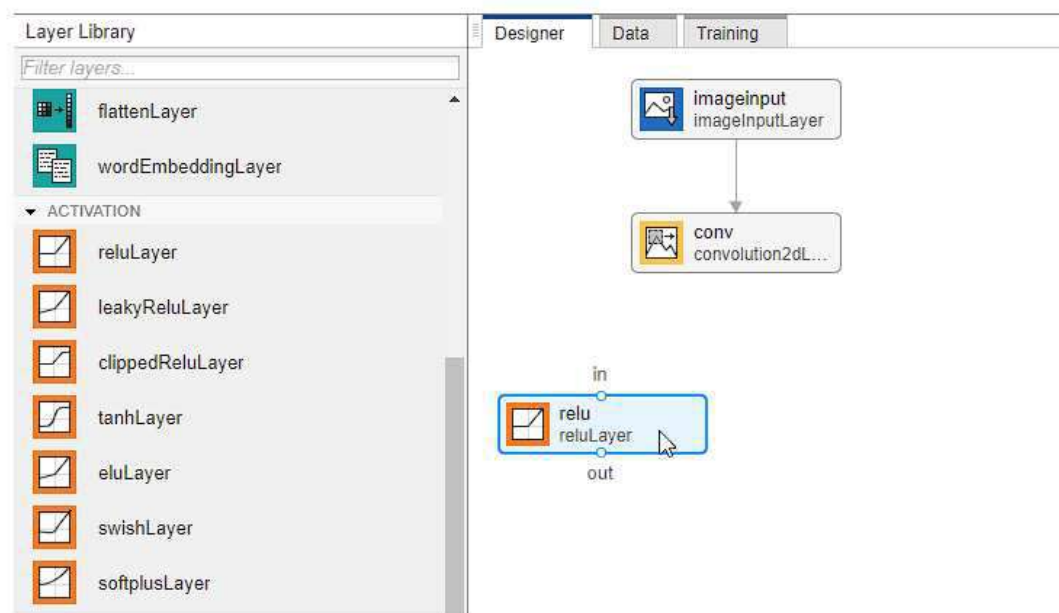 Layer Library
Filter layers...
flattenLayer
wordEmbeddingLayer
ACTIVATION
reluLayer
leakyReluLayer
clippedReluLayer
tanhLayer
eluLayer
swishLayer
softplusLayer
Designer
Data
Training
imageinput
imageInputLayer
conv
convolution2dL...
in
relu
reluLayer
out